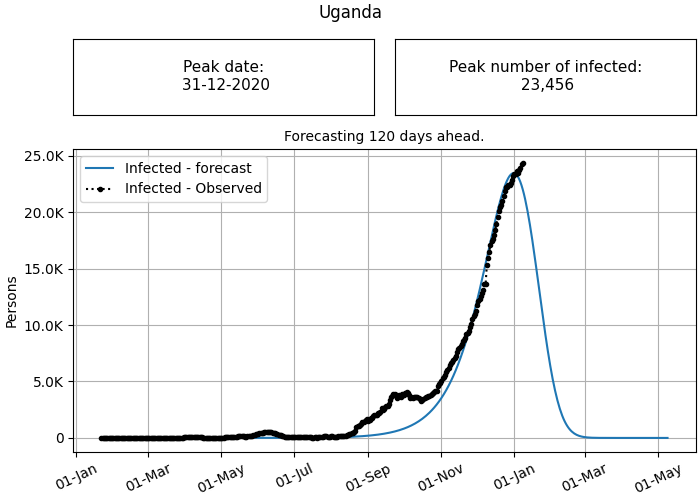 Uganda
Peak date:
31-12-2020
Peak number of infected:
23,456
Forecasting 120 days ahead.
Infected - forecast
Infected - Observed
25.0K
20.0K
15.0K
10.0K
5.0K
0
Persons
01-Jan
01-Mar
01-May
01-Jul
01-Sep
01-Nov
01-Jan
01-Mar
01-May